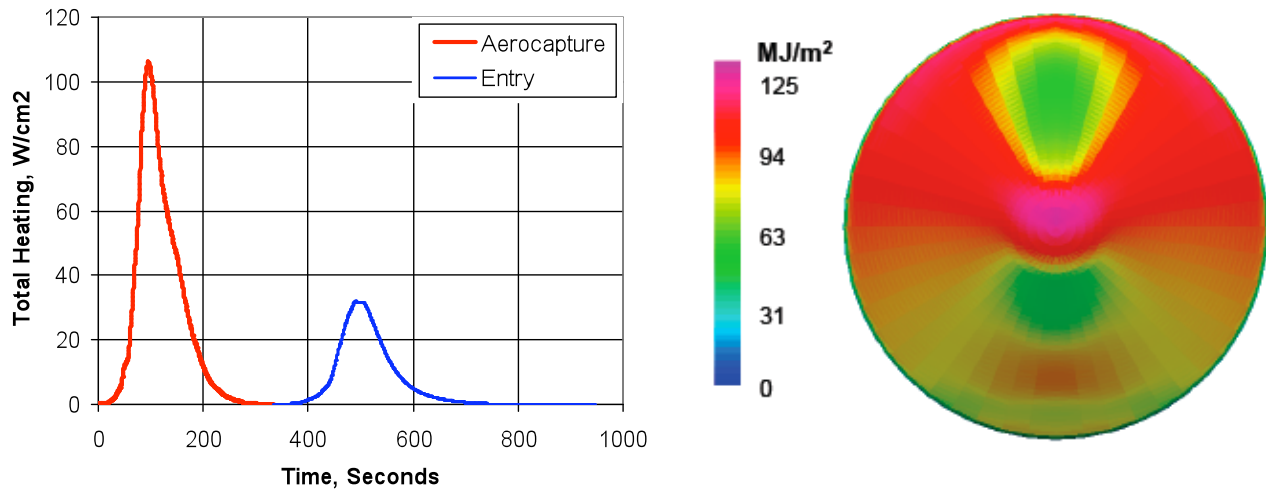 120
100
80
60
40
20
0
Total Heating, W/cm2
Aerocapture
Entry
0 200 400 600 800 1000
Time, Seconds
MJ/m²
125
94
63
31
0